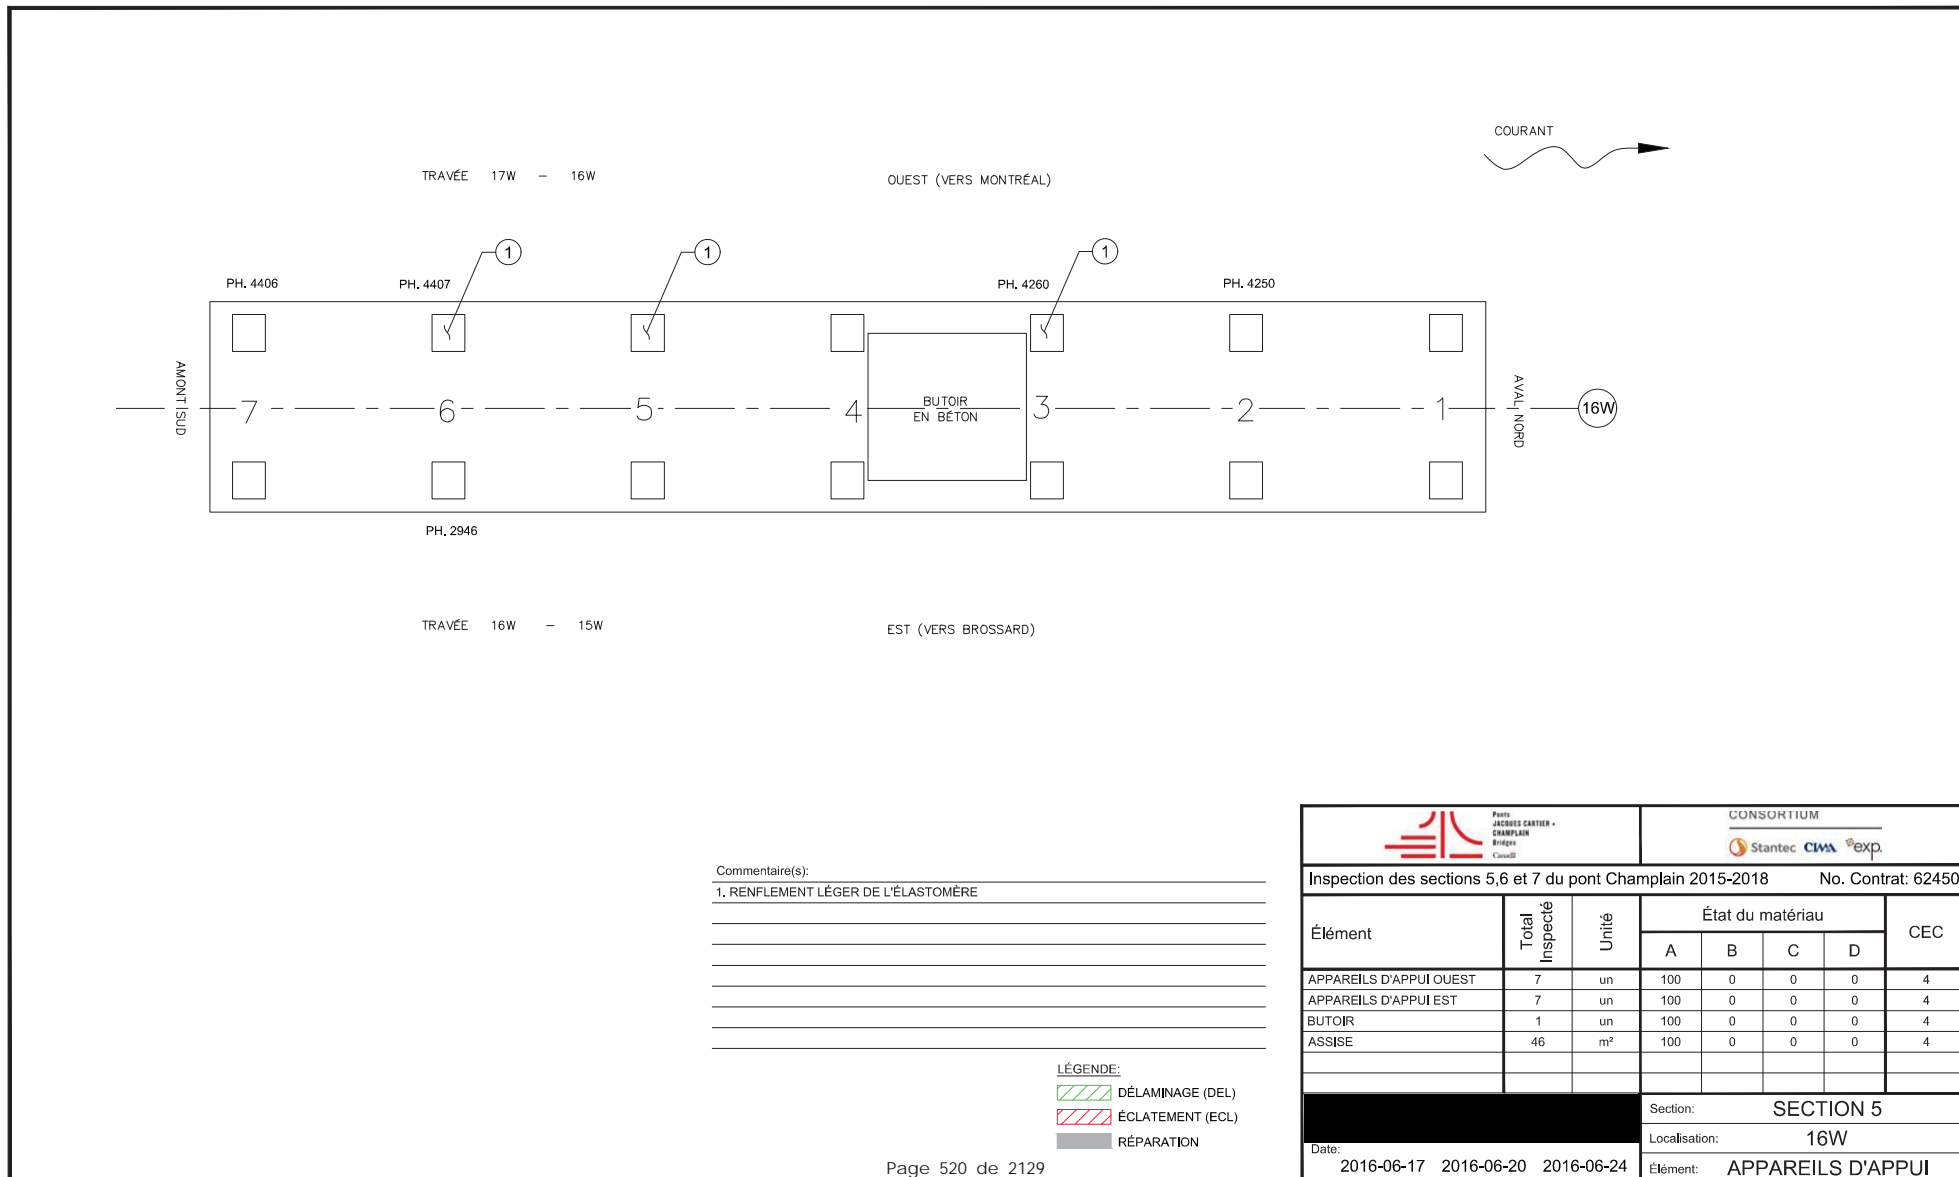 COURANT
TRAVÉE 17W – 16W
OUEST (VERS MONTRÉAL)
1
1
1
PH. 4406
PH. 4407
PH. 4260
PH. 4250
AMONT SUD
7
6
5
4
BUTOIR
EN BÉTON
3
2
1
AVAL NORD
16W
PH. 2946
TRAVÉE 16W – 15W
EST (VERS BROSSARD)
Commentaire(s):
1. RENFLEMENT LÉGER DE L'ÉLASTOMÈRE
LÉGENDE:
DÉLAMINAGE (DEL)
ÉCLATEMENT (ECL)
RÉPARATION
Page 520 de 2129
Ponts
JACQUES CARTIER +
CHAMPLAIN
Bridges
Canada
CONSORTIUM
Stantec CIMA exp.
Inspection des sections 5,6 et 7 du pont Champlain 2015-2018 No. Contrat: 62450
Élément Total Inspecté Unité État du matériau CEC
A B C D
APPAREILS D'APPUI OUEST 7 un 100 0 0 0 4
APPAREILS D'APPUI EST 7 un 100 0 0 0 4
BUTOIR 1 un 100 0 0 0 4
ASSISE 46 m² 100 0 0 0 4
Section: SECTION 5
Localisation: 16W
Date:
2016-06-17 2016-06-20 2016-06-24
Élément: APPAREILS D'APPUI